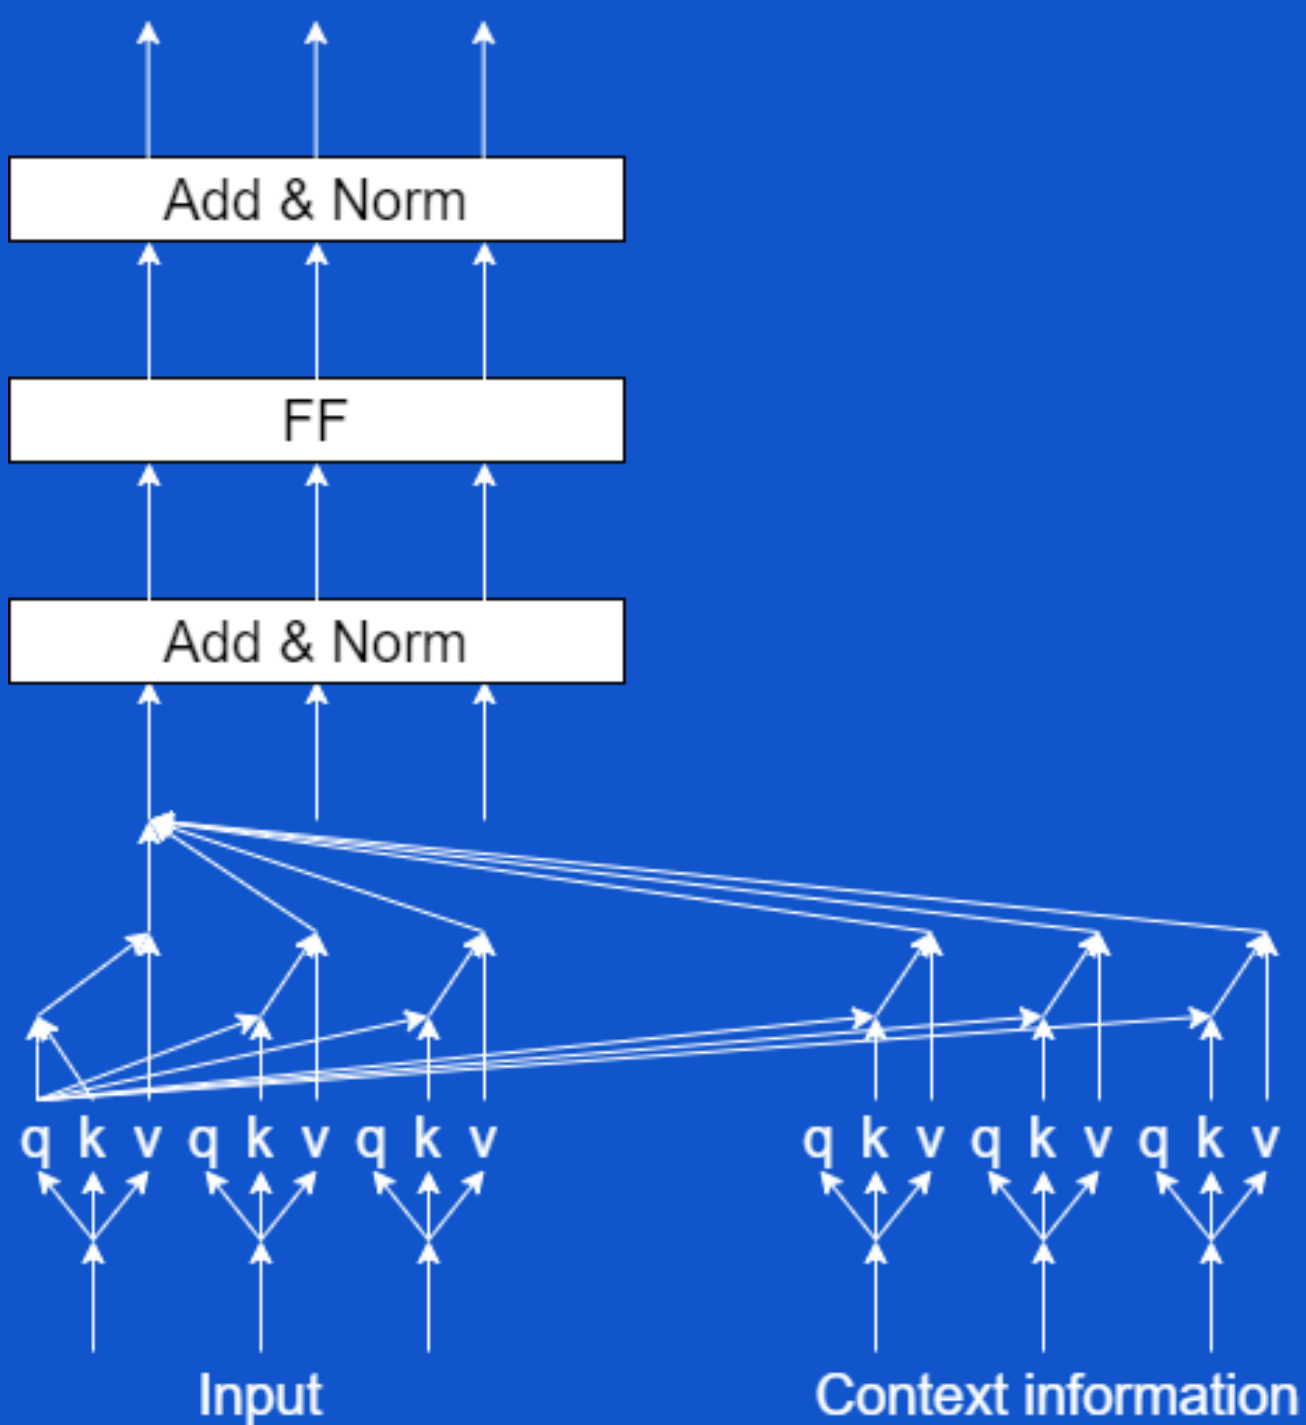 Add & Norm
FF
Add & Norm
q k v q k v q k v q k v q k v q k v
Input Context information